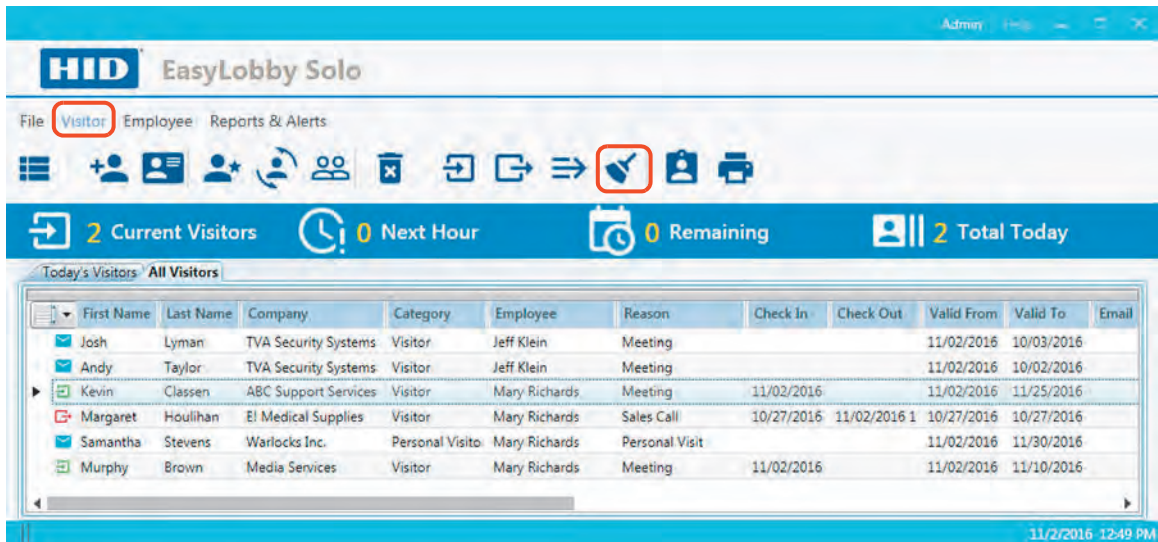 Admin Help
HID EasyLobby Solo
File Visitor Employee Reports & Alerts
2 Current Visitors 0 Next Hour 0 Remaining 2 Total Today
Today's Visitors All Visitors
First Name Last Name Company Category Employee Reason Check In Check Out Valid From Valid To Email
Josh Lyman TVA Security Systems Visitor Jeff Klein Meeting 11/02/2016 10/03/2016
Andy Taylor TVA Security Systems Visitor Jeff Klein Meeting 11/02/2016 10/02/2016
Kevin Classen ABC Support Services Visitor Mary Richards Meeting 11/02/2016 11/02/2016 11/25/2016
Margaret Houlihan EI Medical Supplies Visitor Mary Richards Sales Call 10/27/2016 11/02/2016 1 10/27/2016 10/27/2016
Samantha Stevens Warlocks Inc. Personal Visito Mary Richards Personal Visit 11/02/2016 11/30/2016
Murphy Brown Media Services Visitor Mary Richards Meeting 11/02/2016 11/02/2016 11/10/2016
11/2/2016 12:49 PM